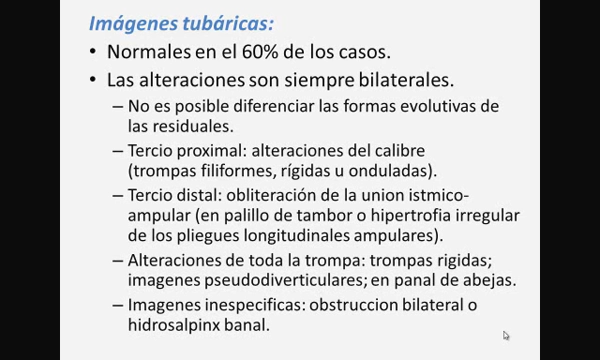 Imágenes tubáricas:
• Normales en el 60% de los casos.
• Las alteraciones son siempre bilaterales.
– No es posible diferenciar las formas evolutivas de
las residuales.
– Tercio proximal: alteraciones del calibre
(trompas filiformes, rígidas u onduladas).
– Tercio distal: obliteración de la union istmico-
ampular (en palillo de tambor o hipertrofia irregular
de los pliegues longitudinales ampulares).
– Alteraciones de toda la trompa: trompas rigidas;
imagenes pseudodiverticulares; en panal de abejas.
– Imagenes inespecificas: obstruccion bilateral o
hidrosalpinx banal.